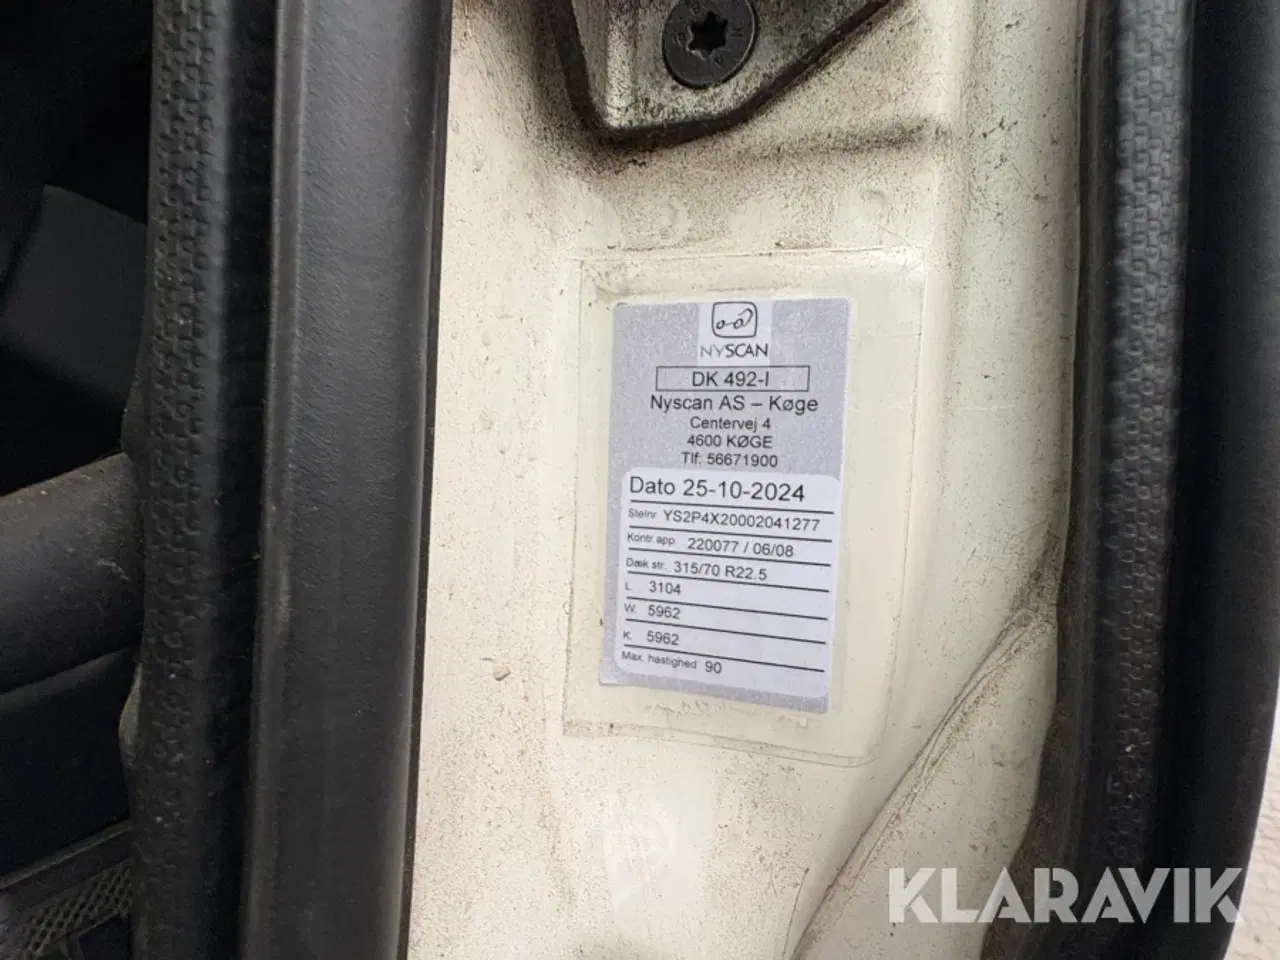 NYSCAN
DK 492-I
Nyscan AS – Køge
Centervej 4
4600 KØGE
Tlf: 56671900
Dato 25-10-2024
Stelnr. YS2P4X20002041277
Kontr.app. 220077 / 06/08
Dæk str. 315/70 R22.5
L. 3104
W. 5962
K. 5962
Max. hastighed 90
KLARAVIK